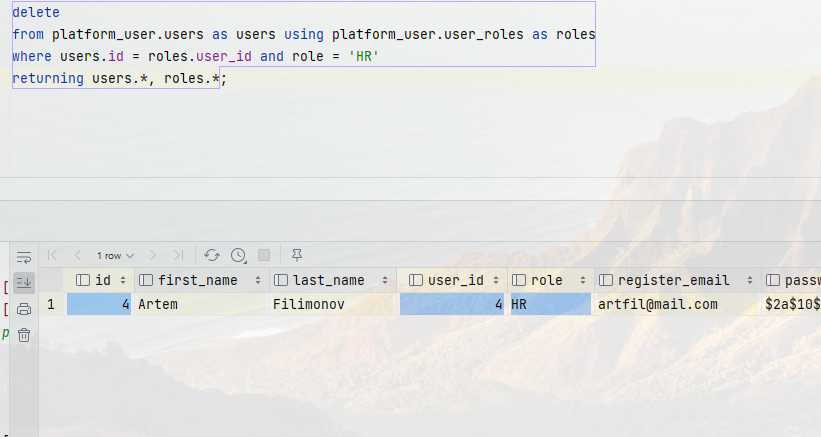 delete
from platform_user.users as users using platform_user.user_roles as roles
where users.id = roles.user_id and role = 'HR'
returning users.*, roles.*;
1 row
id first_name last_name user_id role register_email passw
1 4 Artem Filimonov 4 HR artfil@mail.com $2a$10$
[
[
p